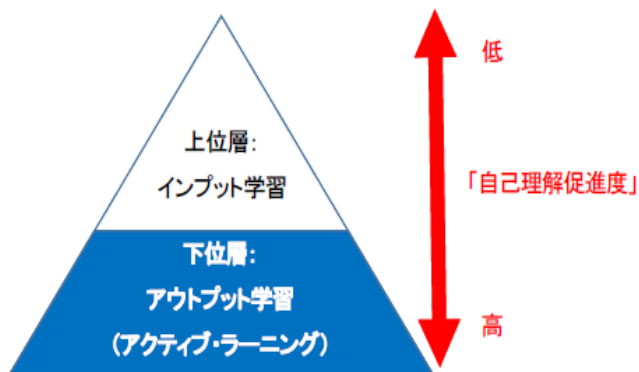 低
上位層:
インプット学習
「自己理解促進度」
下位層:
アウトプット学習
(アクティブ・ラーニング)
高